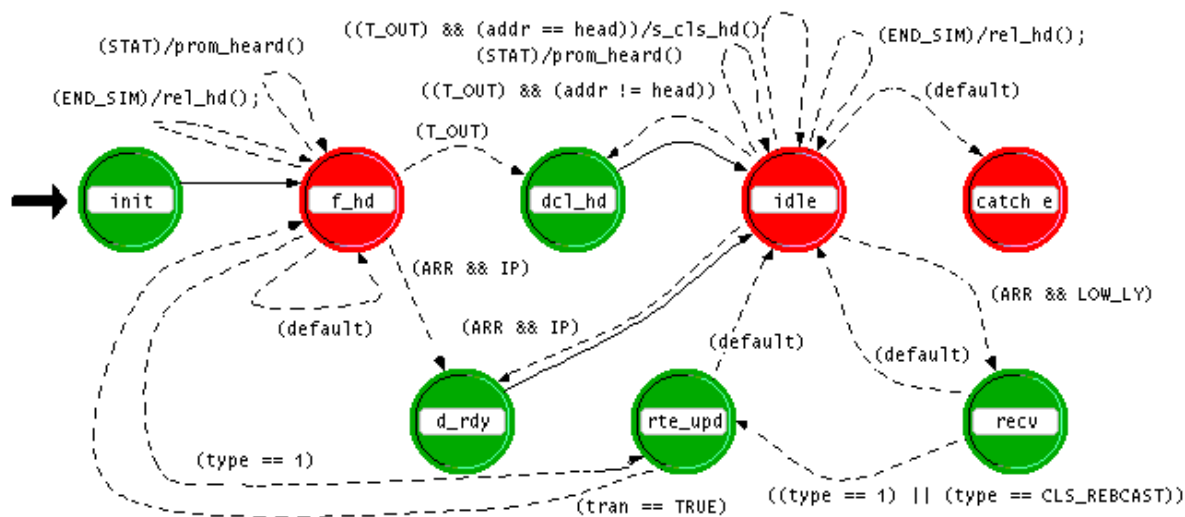 ((T_OUT) && (addr == head))/s_cls_hd()
(STAT)/prom_heard()
(END_SIM)/rel_hd();
(STAT)/prom_heard()
(END_SIM)/rel_hd();
((T_OUT) && (addr != head))
(default)
(T_OUT)
init
f_hd
dcl_hd
idle
catch e
(ARR && IP)
(ARR && LOW_LY)
(default)
(ARR && IP)
(default)
(default)
d_rdy
rte_upd
recv
(type == 1)
(tran == TRUE)
((type == 1) || (type == CLS_REBCAST))